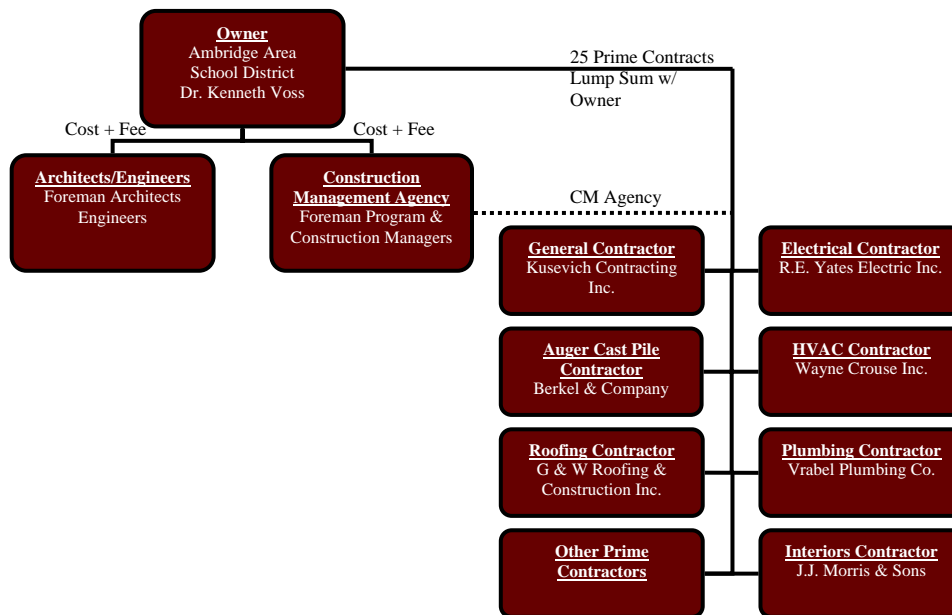 Owner
Ambridge Area
School District
Dr. Kenneth Voss
25 Prime Contracts
Lump Sum w/
Owner
Cost + Fee
Cost + Fee
Architects/Engineers
Foreman Architects
Engineers
Construction
Management Agency
Foreman Program &
Construction Managers
CM Agency
General Contractor
Kusevich Contracting
Inc.
Electrical Contractor
R.E. Yates Electric Inc.
Auger Cast Pile
Contractor
Berkel & Company
HVAC Contractor
Wayne Crouse Inc.
Roofing Contractor
G & W Roofing &
Construction Inc.
Plumbing Contractor
Vrabel Plumbing Co.
Other Prime
Contractors
Interiors Contractor
J.J. Morris & Sons